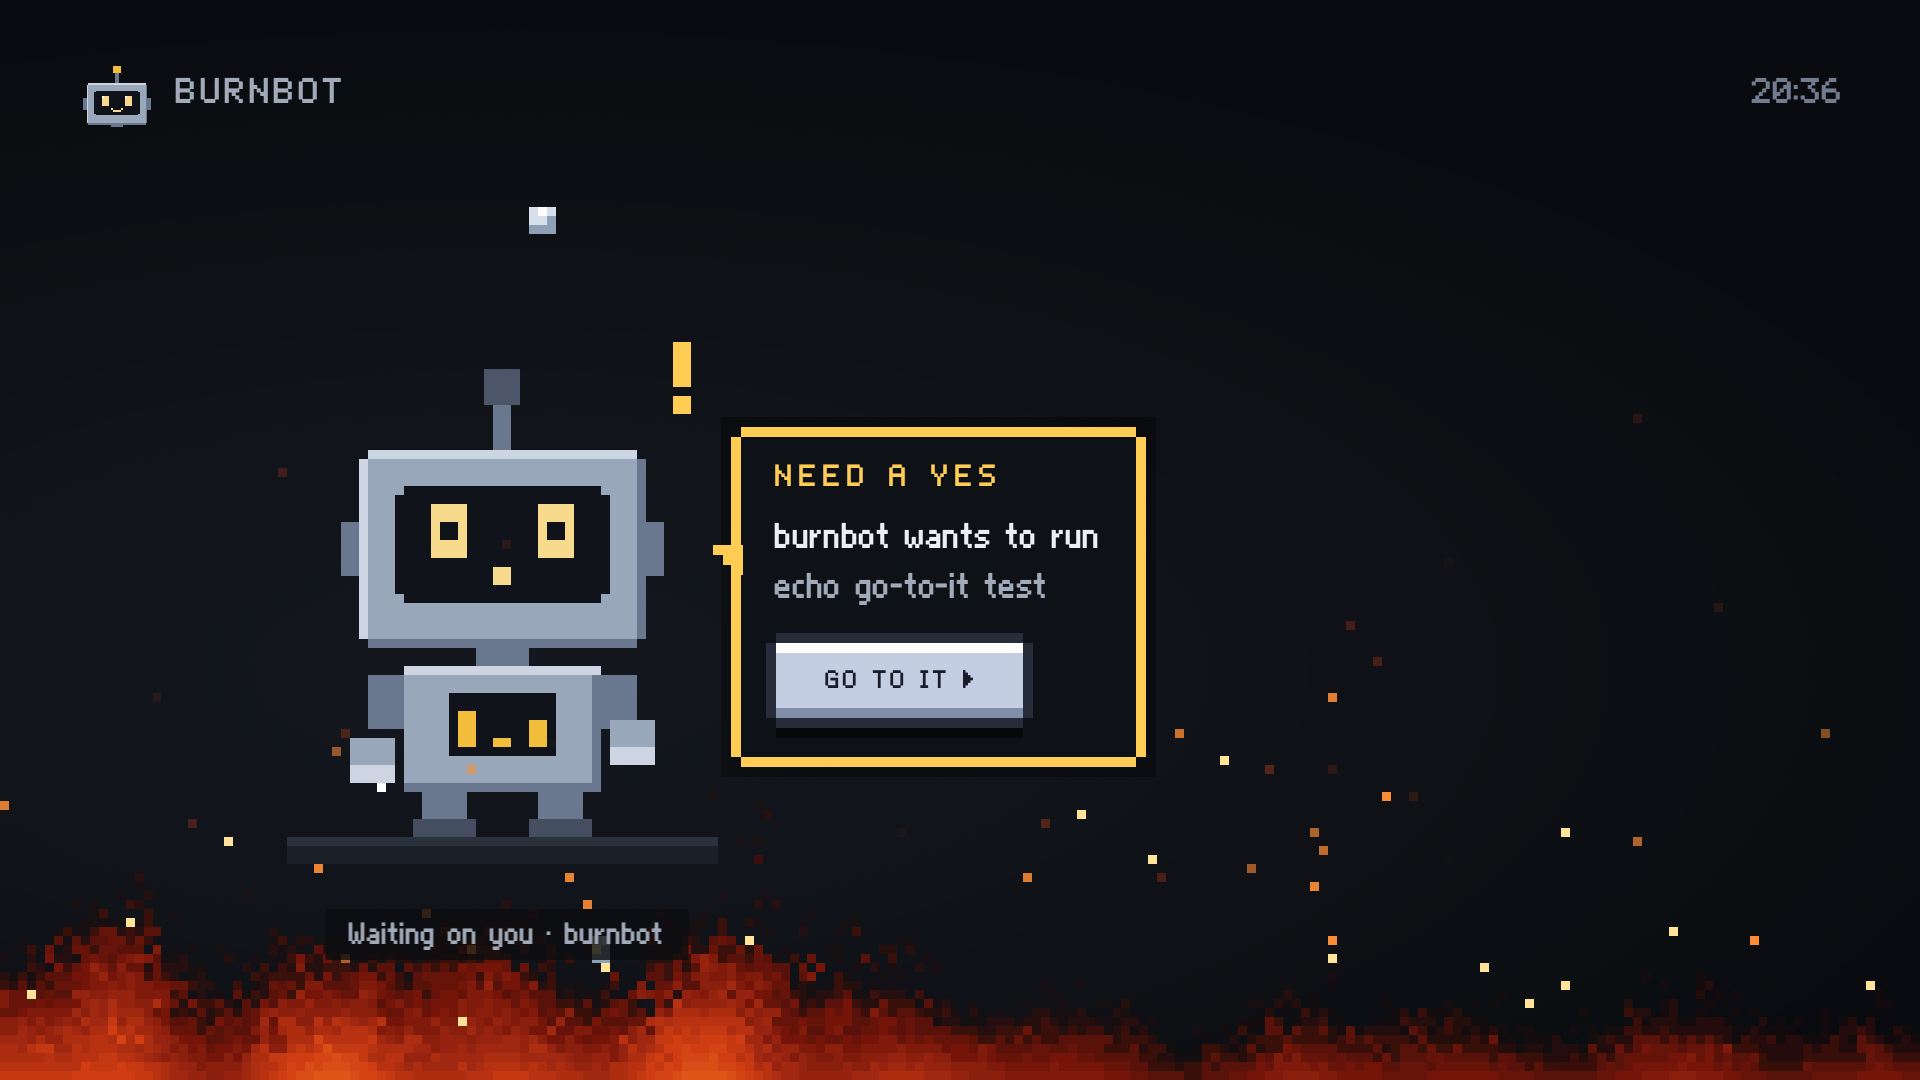 BURNBOT
20:36
NEED A YES
burnbot wants to run
echo go-to-it test
GO TO IT
Waiting on you · burnbot